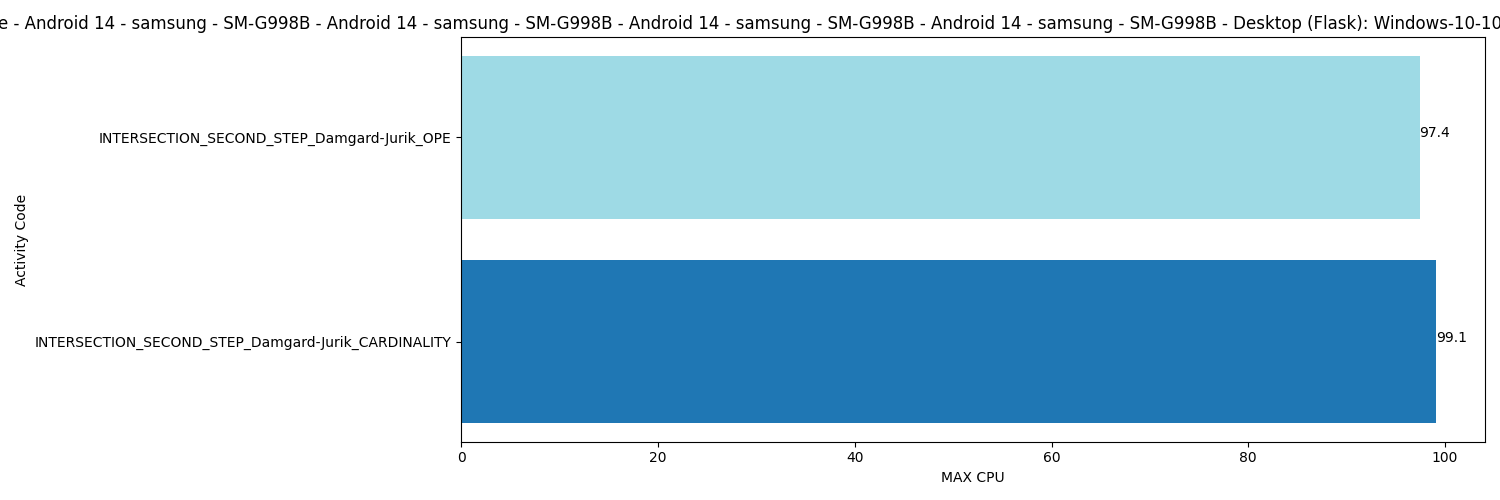 e - Android 14 - samsung - SM-G998B - Android 14 - samsung - SM-G998B - Android 14 - samsung - SM-G998B - Android 14 - samsung - SM-G998B - Desktop (Flask): Windows-10-10
INTERSECTION_SECOND_STEP_Damgard-Jurik_OPE
97.4
Activity Code
INTERSECTION_SECOND_STEP_Damgard-Jurik_CARDINALITY
99.1
0 20 40 60 80 100
MAX CPU